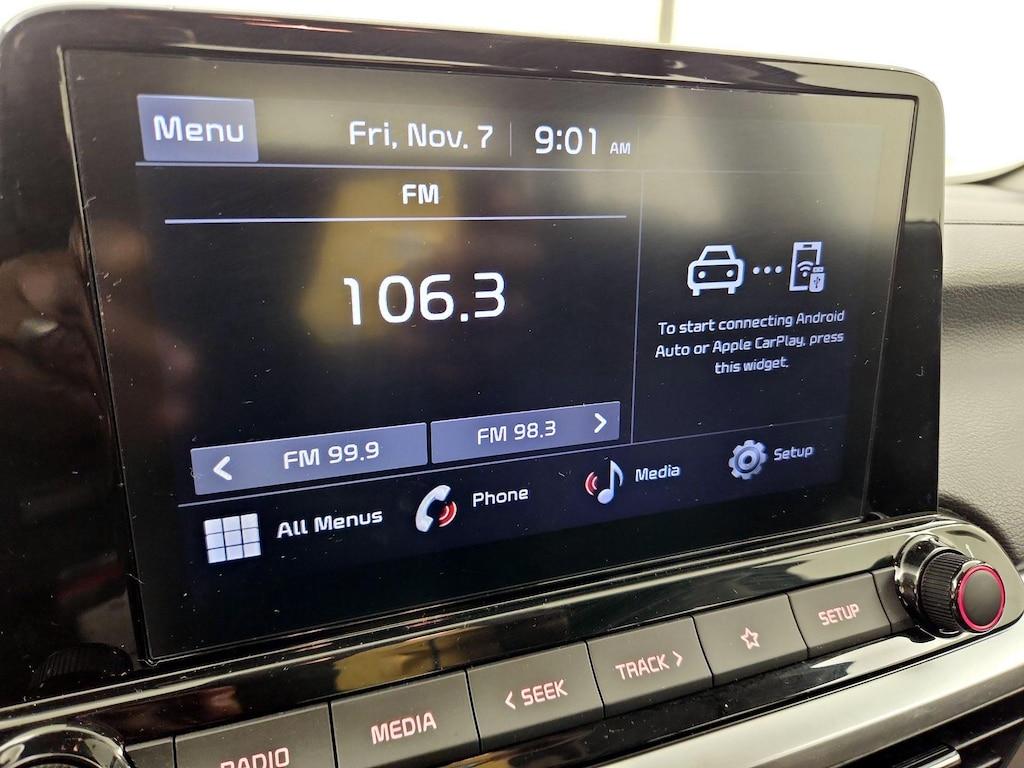 Menu
Fri, Nov. 7
9:01 AM
FM
106.3
To start connecting Android
Auto or Apple CarPlay, press
this widget.
< FM 99.9
FM 98.3 >
All Menus
Phone
Media
Setup
RADIO
MEDIA
< SEEK
TRACK >
SETUP